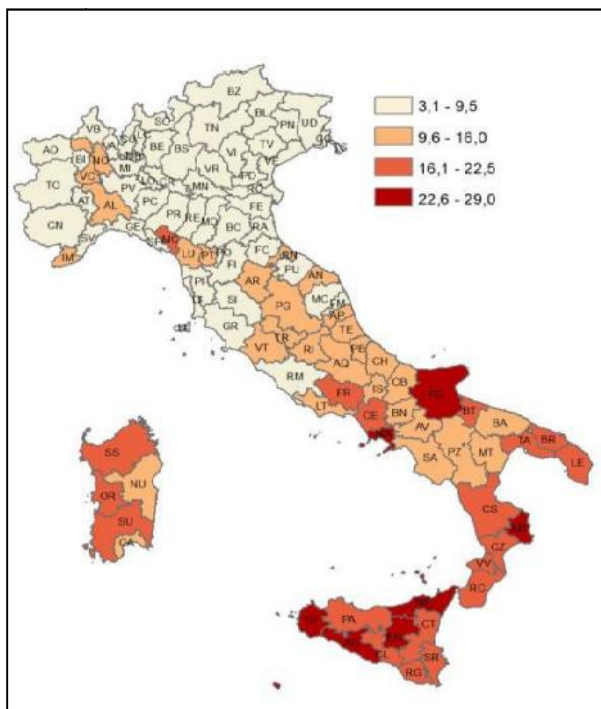 3,1 - 9,5
9,6 - 16,0
16,1 - 22,5
22,6 - 29,0
BZ
VB
SO
TN
BL
PN
UD
AO
BI
NO
BE
BS
VI
TV
VR
MI
VC
TO
PV
MN
PD
AT
AL
PC
RO
CN
GE
PR
RE
MO
FE
SV
BC
RA
IM
MC
LU
PT
FC
FI
PU
PI
AR
AN
SI
MC
FM
GR
PG
AP
TE
VT
TR
RI
PE
AQ
CH
RM
FR
IS
CB
LT
CE
BN
BT
BA
AV
SA
PZ
MT
TA
BR
LE
SS
NU
OR
SU
CA
CS
CZ
VV
RC
PA
CT
EN
CL
SR
RG